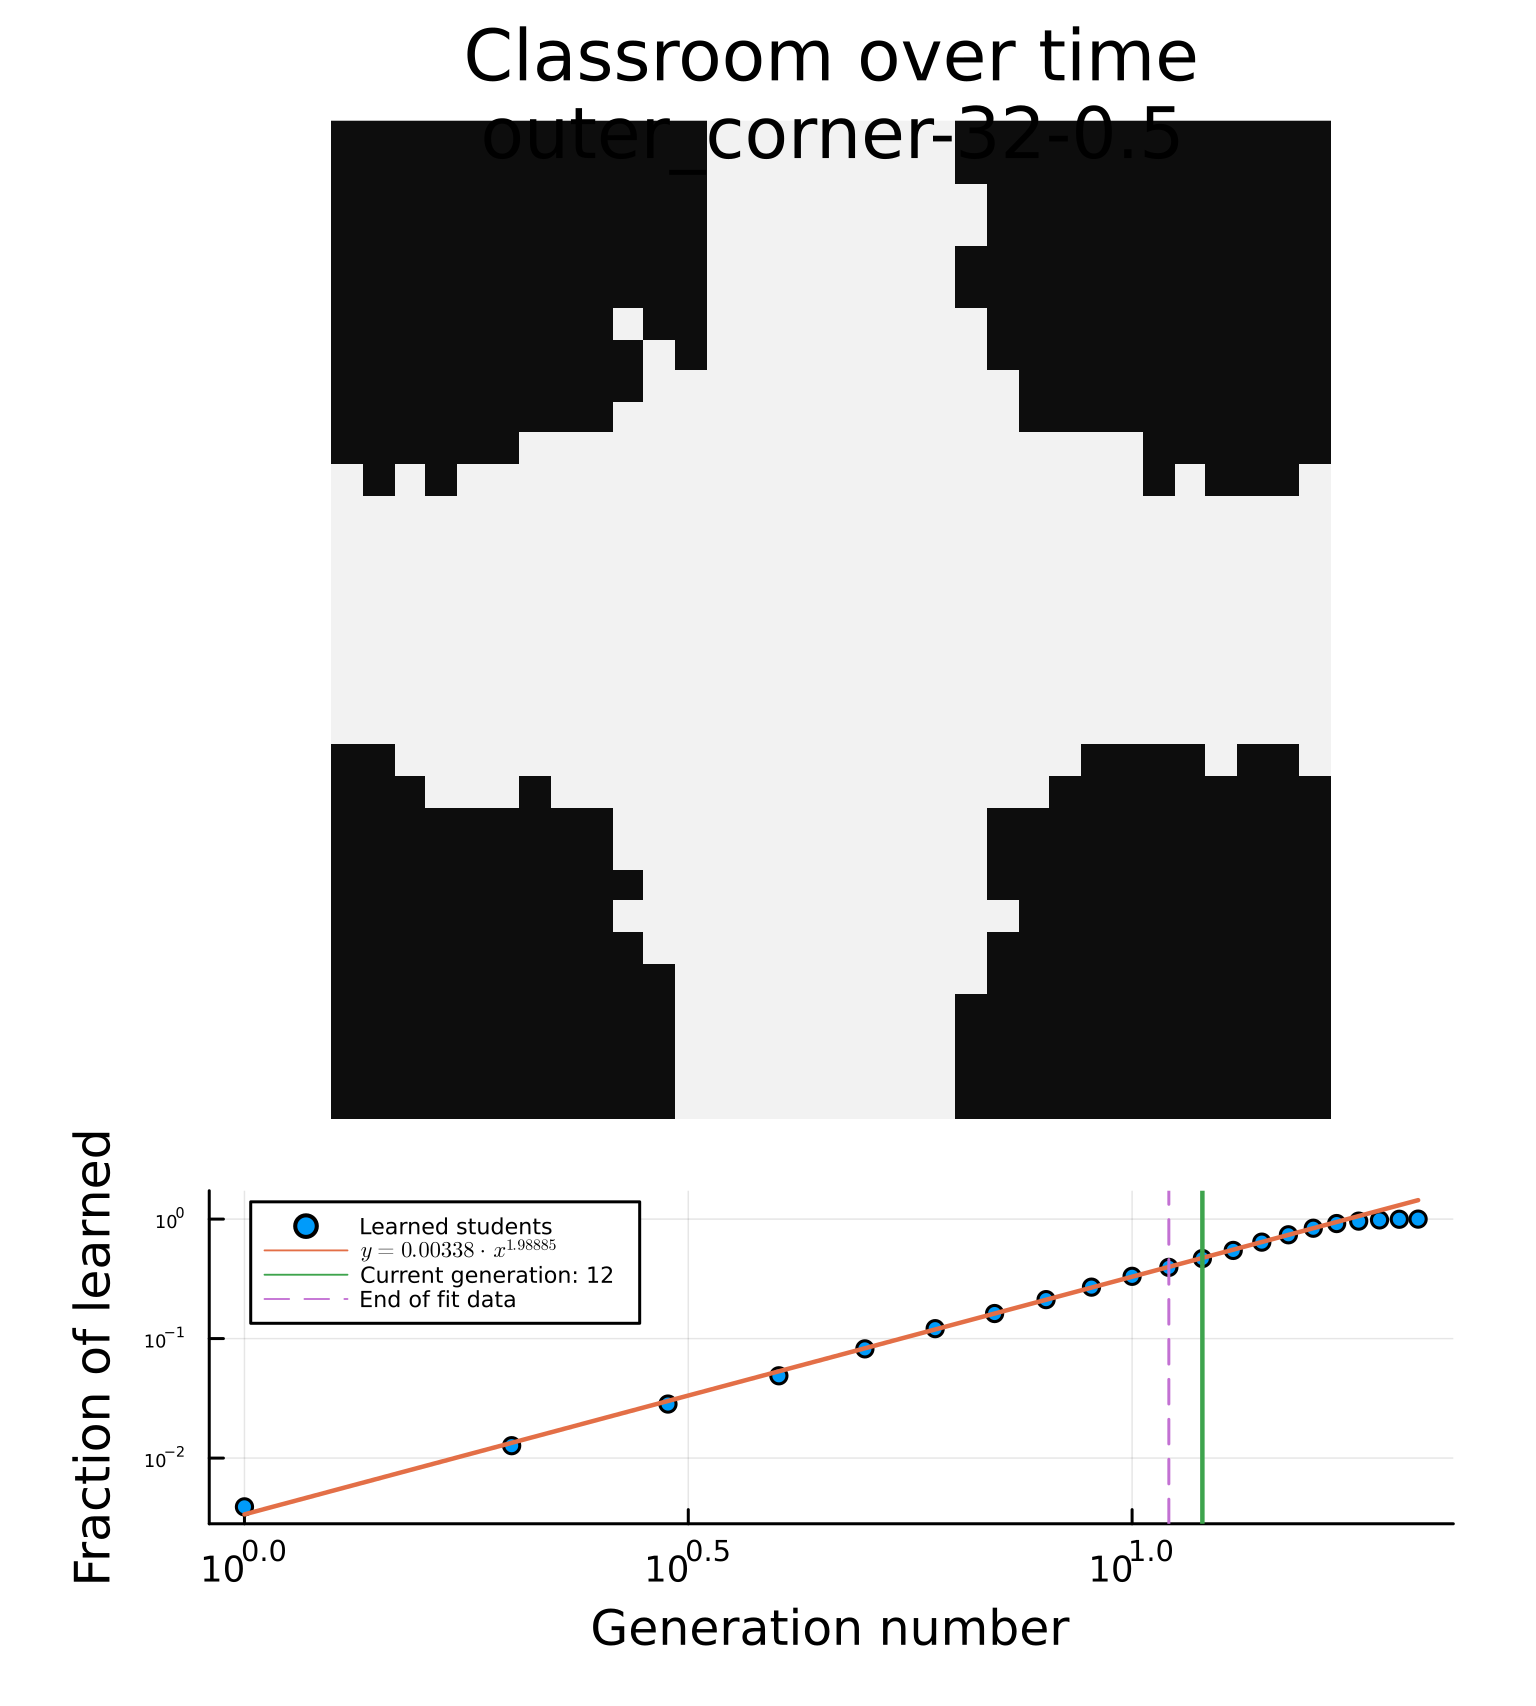 Classroom over time
outer_corner-32-0.5
Fraction of learned
10⁰
10⁻¹
10⁻²
Learned students
y = 0.00338 · x^1.98885
Current generation: 12
End of fit data
10^0.0
10^0.5
10^1.0
Generation number